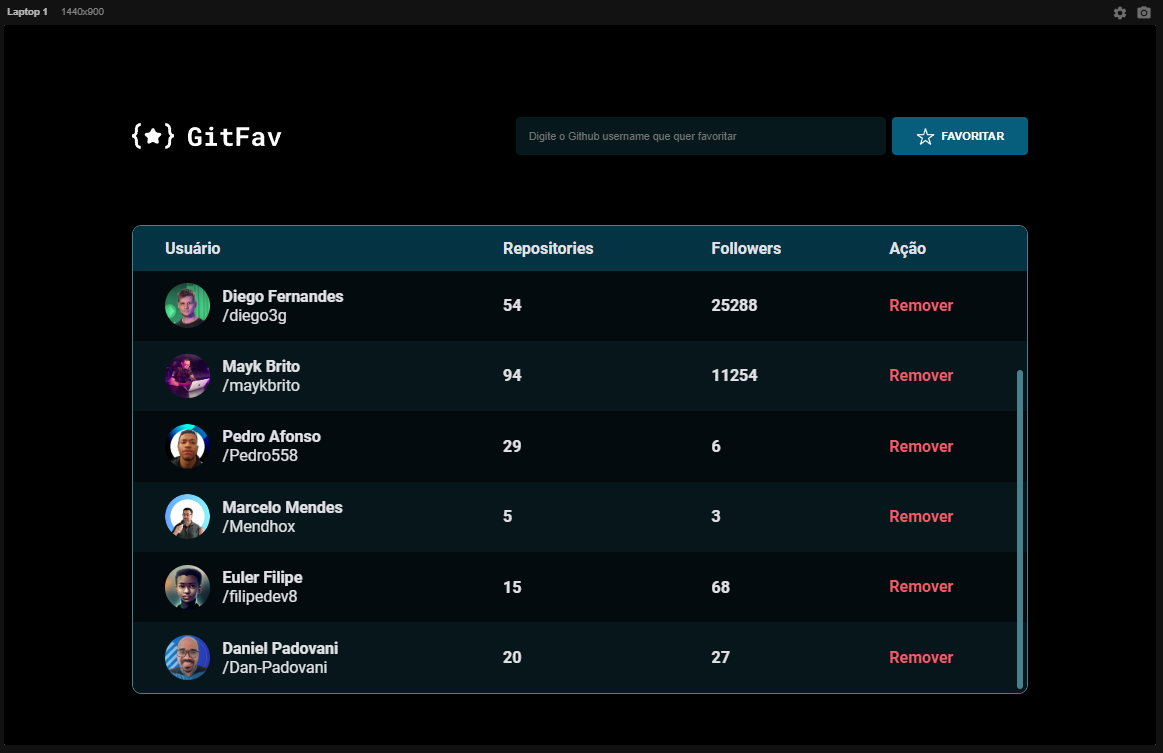 Laptop 1 1440x900
{★} GitFav
Digite o Github username que quer favoritar
FAVORITAR
Usuário Repositories Followers Ação
Diego Fernandes
/diego3g
54 25288 Remover
Mayk Brito
/maykbrito
94 11254 Remover
Pedro Afonso
/Pedro558
29 6 Remover
Marcelo Mendes
/Mendhox
5 3 Remover
Euler Filipe
/filipedev8
15 68 Remover
Daniel Padovani
/Dan-Padovani
20 27 Remover